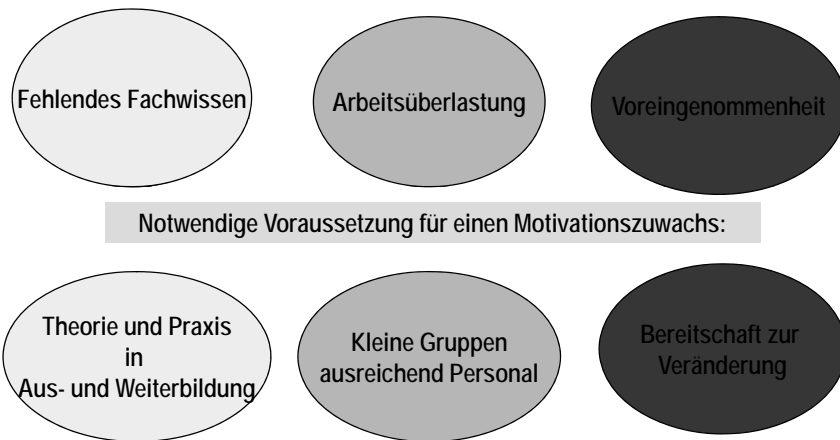 Fehlendes Fachwissen
Arbeitsüberlastung
Voreingenommenheit
Notwendige Voraussetzung für einen Motivationszuwachs:
Theorie und Praxis
in
Aus- und Weiterbildung
Kleine Gruppen
ausreichend Personal
Bereitschaft zur
Veränderung